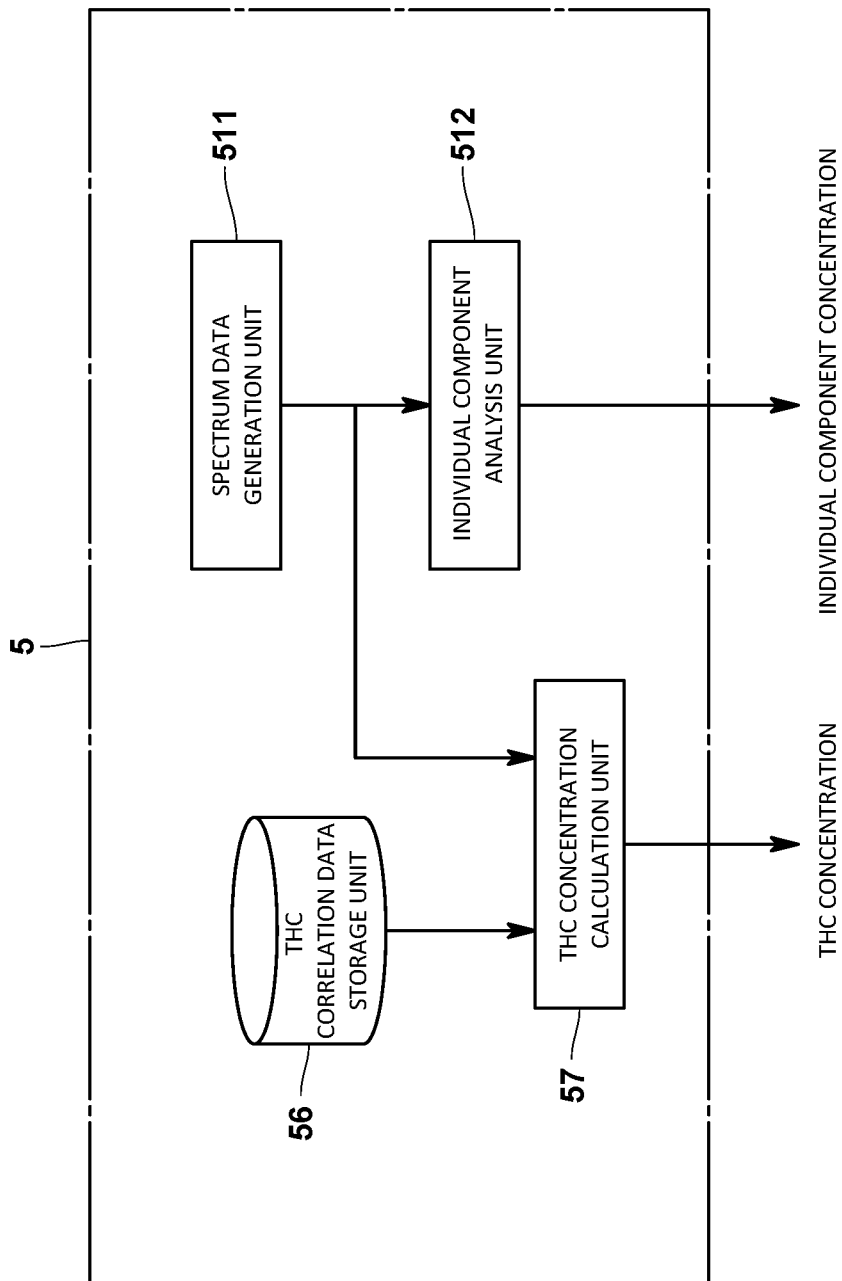 5
511
SPECTRUM DATA
GENERATION UNIT
512
INDIVIDUAL COMPONENT
ANALYSIS UNIT
THC
CORRELATION DATA
STORAGE UNIT
56
THC CONCENTRATION
CALCULATION UNIT
57
THC CONCENTRATION
INDIVIDUAL COMPONENT CONCENTRATION